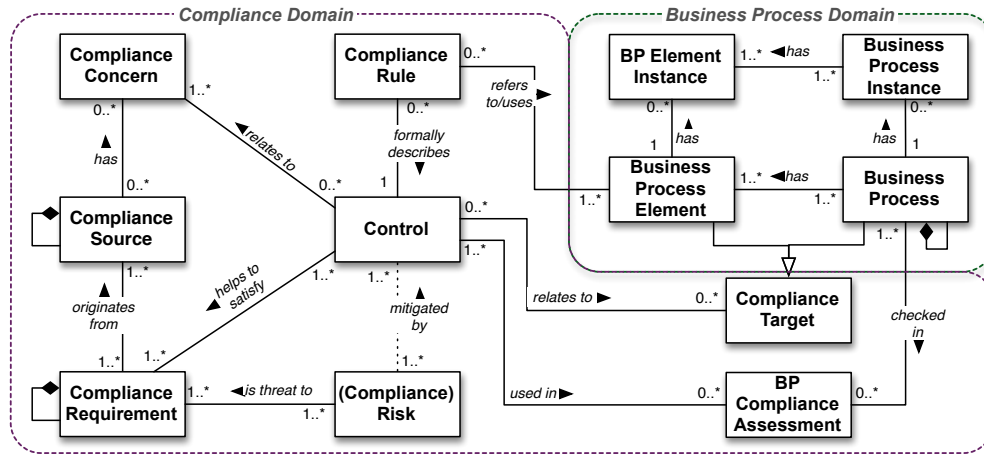 Compliance Domain
Business Process Domain
Compliance
Concern
Compliance
Rule
BP Element
Instance
Business
Process
Instance
0..*
1..*
has
1..*
1..*
0..*
0..*
0..*
0..*
refers
to/uses
relates to
formally
describes
has
has
has
1
1
0..*
0..*
1
Business
Process
Element
1..*
has
1..*
Business
Process
1..*
1..*
Compliance
Source
Control
0..*
1..*
1..*
1..*
1..*
helps to
satisfy
originates
from
mitigated
by
relates to
0..*
Compliance
Target
checked
in
1..*
1..*
1..*
Compliance
Requirement
1..*
is threat to
1..*
(Compliance)
Risk
used in
0..*
BP
Compliance
Assessment
0..*